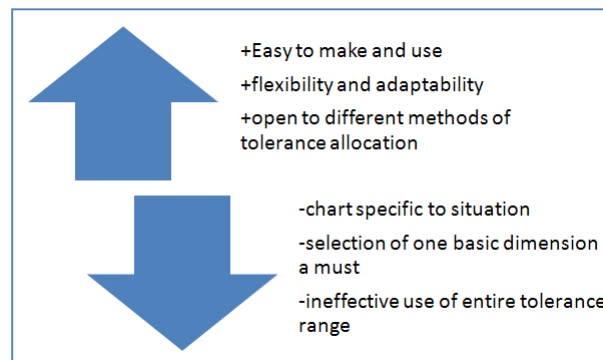 +Easy to make and use
+flexibility and adaptability
+open to different methods of
tolerance allocation
-chart specific to situation
-selection of one basic dimension
a must
-ineffective use of entire tolerance
range